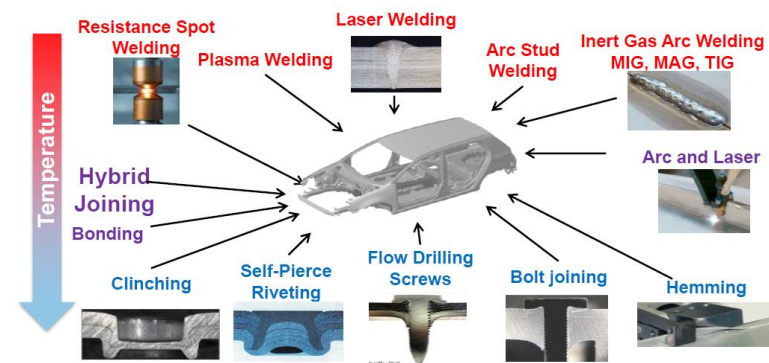 Resistance Spot
Welding
Plasma Welding
Laser Welding
Arc Stud
Welding
Inert Gas Arc Welding
MIG, MAG, TIG
Temperature
Arc and Laser
Hybrid
Joining
Bonding
Clinching
Self-Pierce
Riveting
Flow Drilling
Screws
Bolt joining
Hemming